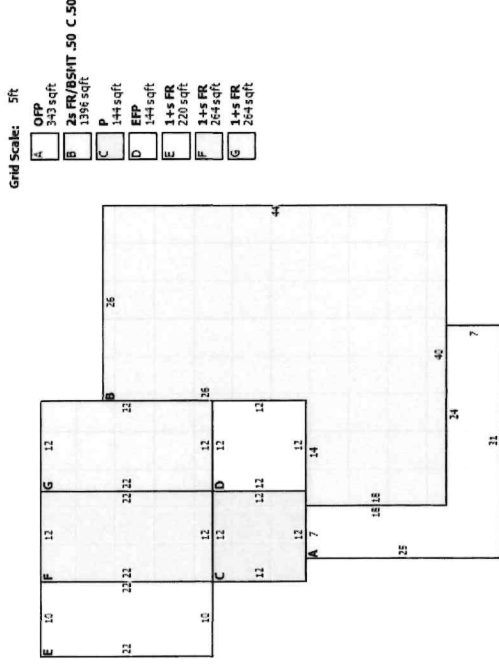 Grid Scale: 5ft
A OFP
343 sqft
B 2s FR/BSMT .50 C .50
1396 sqft
C P
144 sqft
D EFP
144 sqft
E 1+s FR
220 sqft
F 1+s FR
264 sqft
G 1+s FR
264 sqft
44
26
B
26
40
7
24
31
G
12
22
22
12
D
12
12
12
12
14
18
18
F
12
22
22
12
C
12
12
12
12
7
A
25
E
10
22
22
10